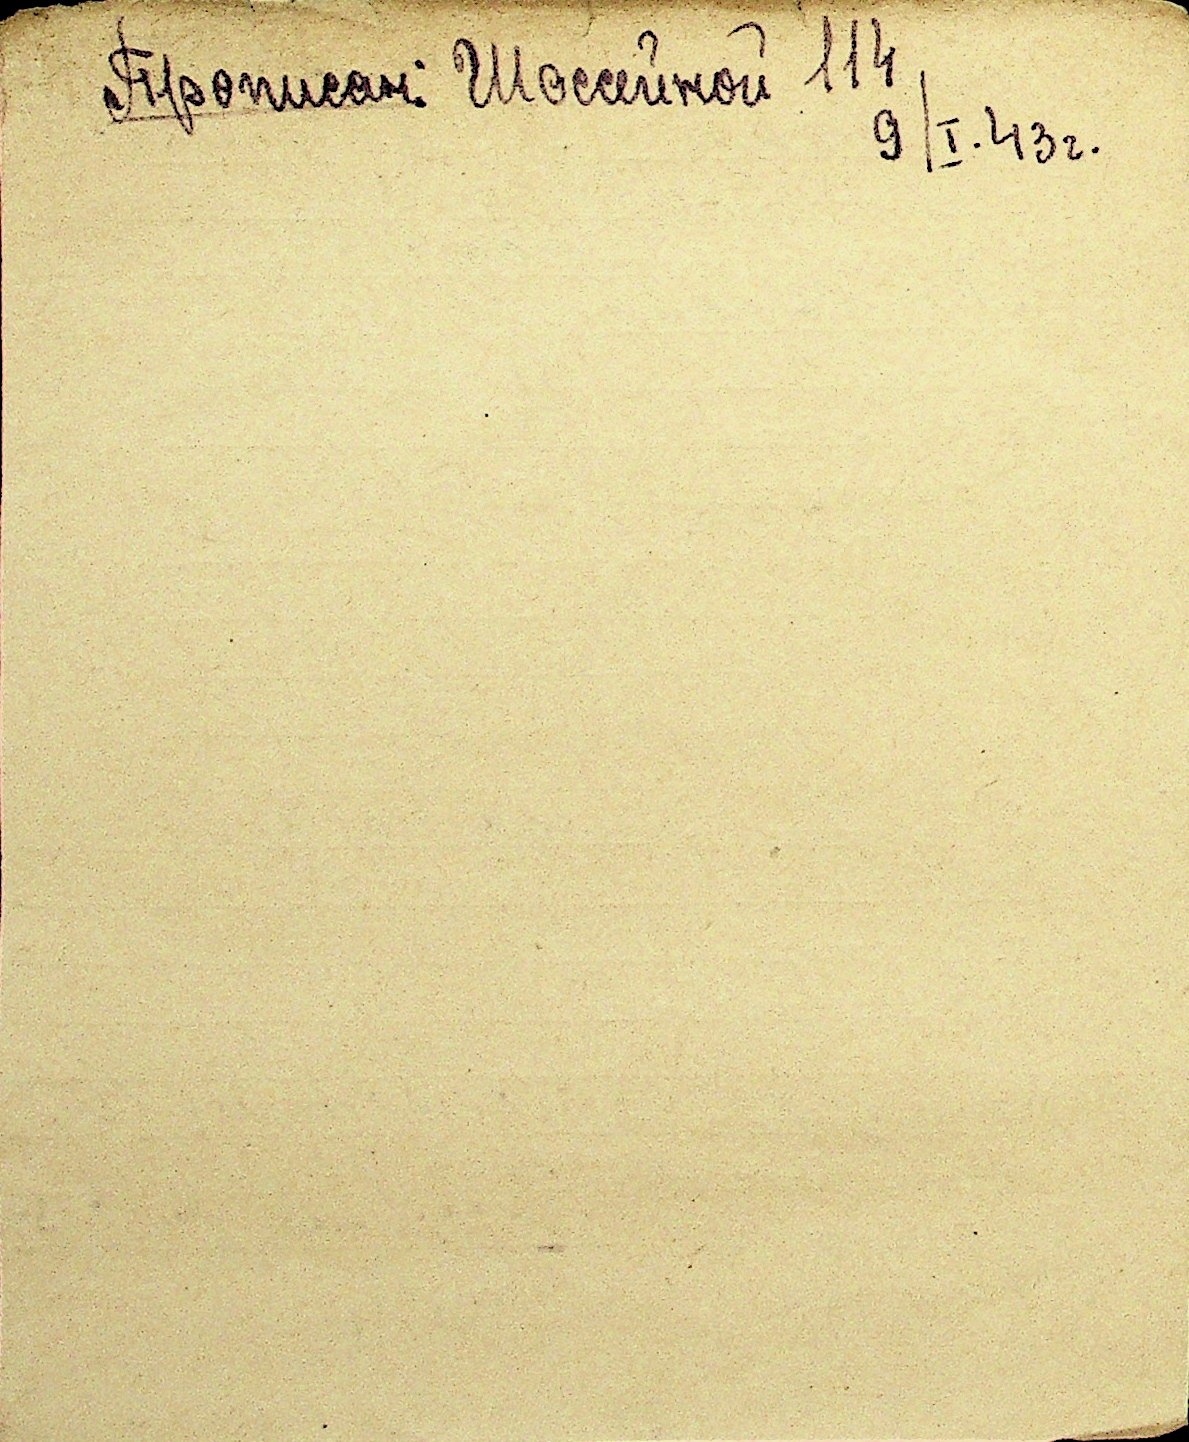 Прописан: Шоссейной 114
9/I.43г.